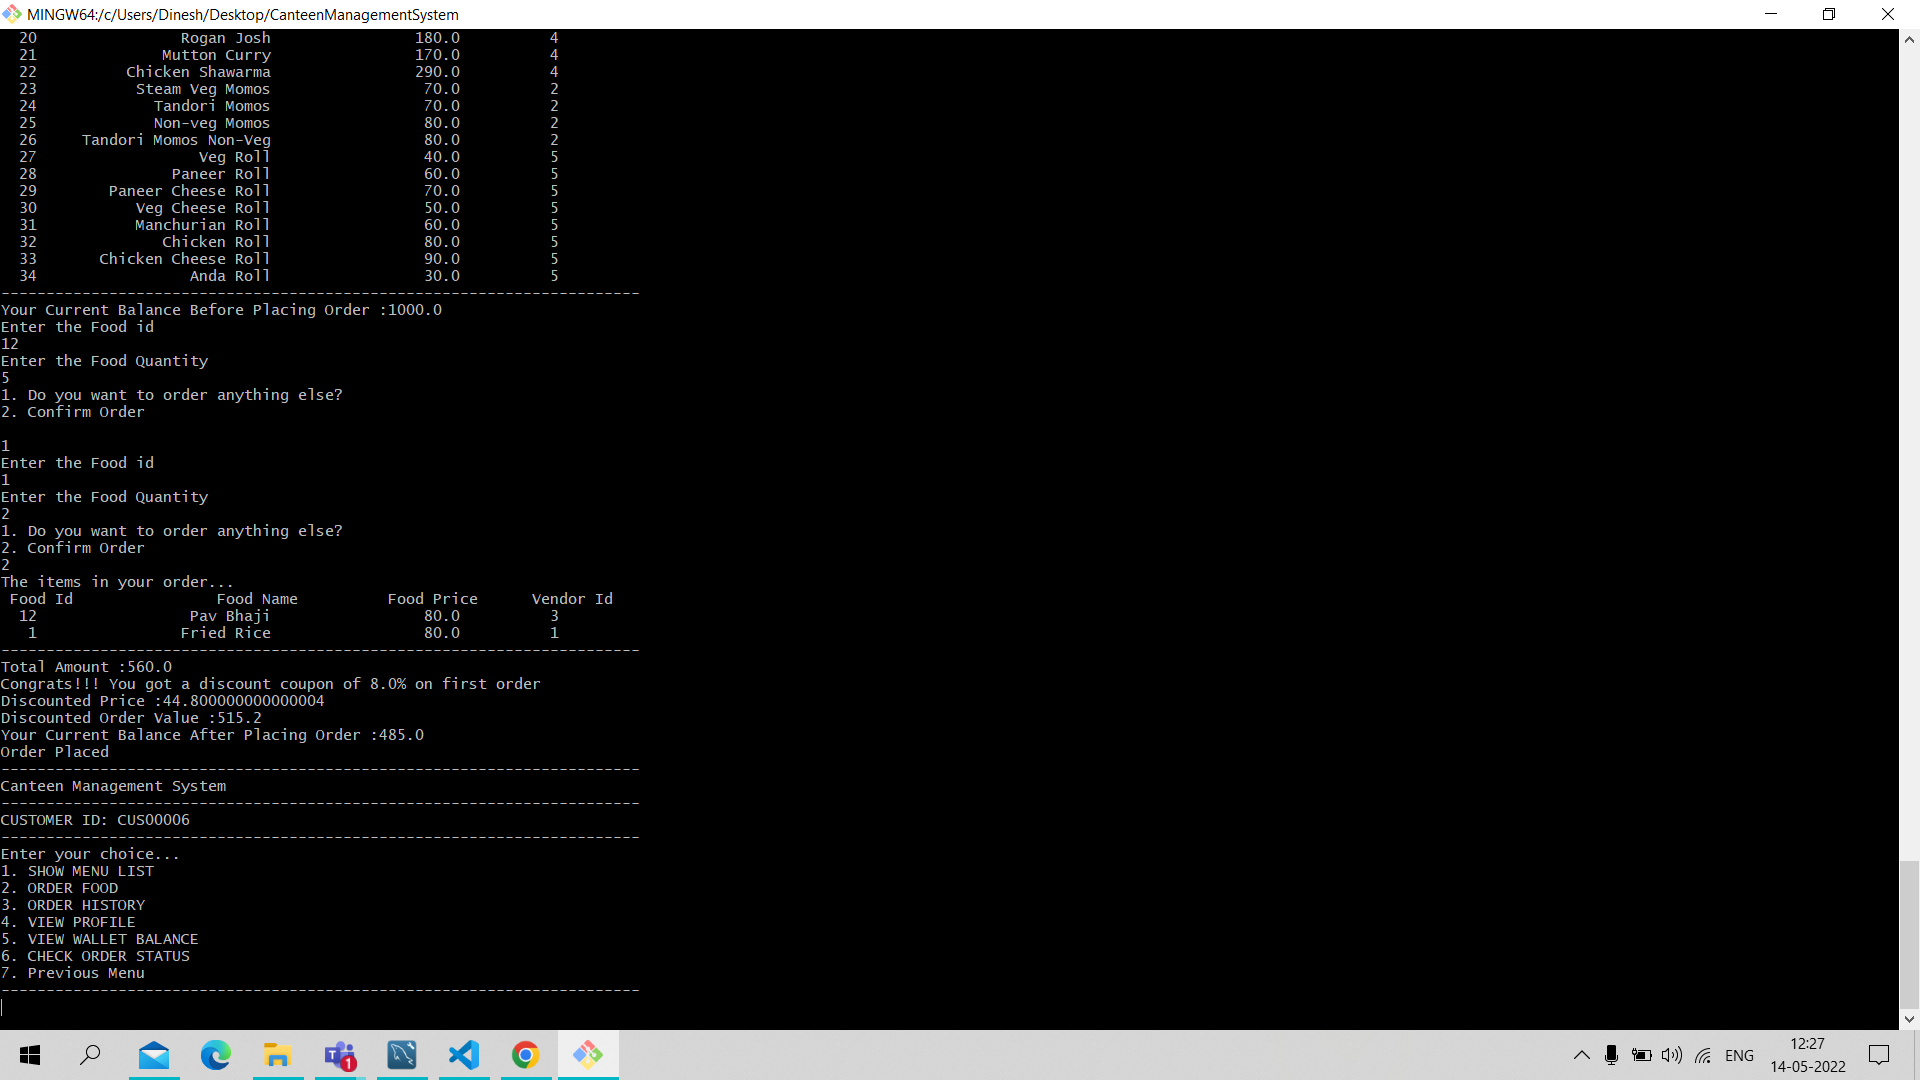 MINGW64:/c/Users/Dinesh/Desktop/CanteenManagementSystem
20 Rogan Josh 180.0 4
21 Mutton Curry 170.0 4
22 Chicken Shawarma 290.0 4
23 Steam Veg Momos 70.0 2
24 Tandori Momos 70.0 2
25 Non-veg Momos 80.0 2
26 Tandori Momos Non-Veg 80.0 2
27 Veg Roll 40.0 5
28 Paneer Roll 60.0 5
29 Paneer Cheese Roll 70.0 5
30 Veg Cheese Roll 50.0 5
31 Manchurian Roll 60.0 5
32 Chicken Roll 80.0 5
33 Chicken Cheese Roll 90.0 5
34 Anda Roll 30.0 5
-----------------------------------------------------------------------
Your Current Balance Before Placing Order :1000.0
Enter the Food id
12
Enter the Food Quantity
5
1. Do you want to order anything else?
2. Confirm Order
1
Enter the Food id
1
Enter the Food Quantity
2
1. Do you want to order anything else?
2. Confirm Order
2
The items in your order...
Food Id Food Name Food Price Vendor Id
12 Pav Bhaji 80.0 3
1 Fried Rice 80.0 1
-----------------------------------------------------------------------
Total Amount :560.0
Congrats!!! You got a discount coupon of 8.0% on first order
Discounted Price :44.800000000000004
Discounted Order Value :515.2
Your Current Balance After Placing Order :485.0
Order Placed
-----------------------------------------------------------------------
Canteen Management System
-----------------------------------------------------------------------
CUSTOMER ID: CUS00006
-----------------------------------------------------------------------
Enter your choice...
1. SHOW MENU LIST
2. ORDER FOOD
3. ORDER HISTORY
4. VIEW PROFILE
5. VIEW WALLET BALANCE
6. CHECK ORDER STATUS
7. Previous Menu
-----------------------------------------------------------------------
1
ENG
12:27
14-05-2022